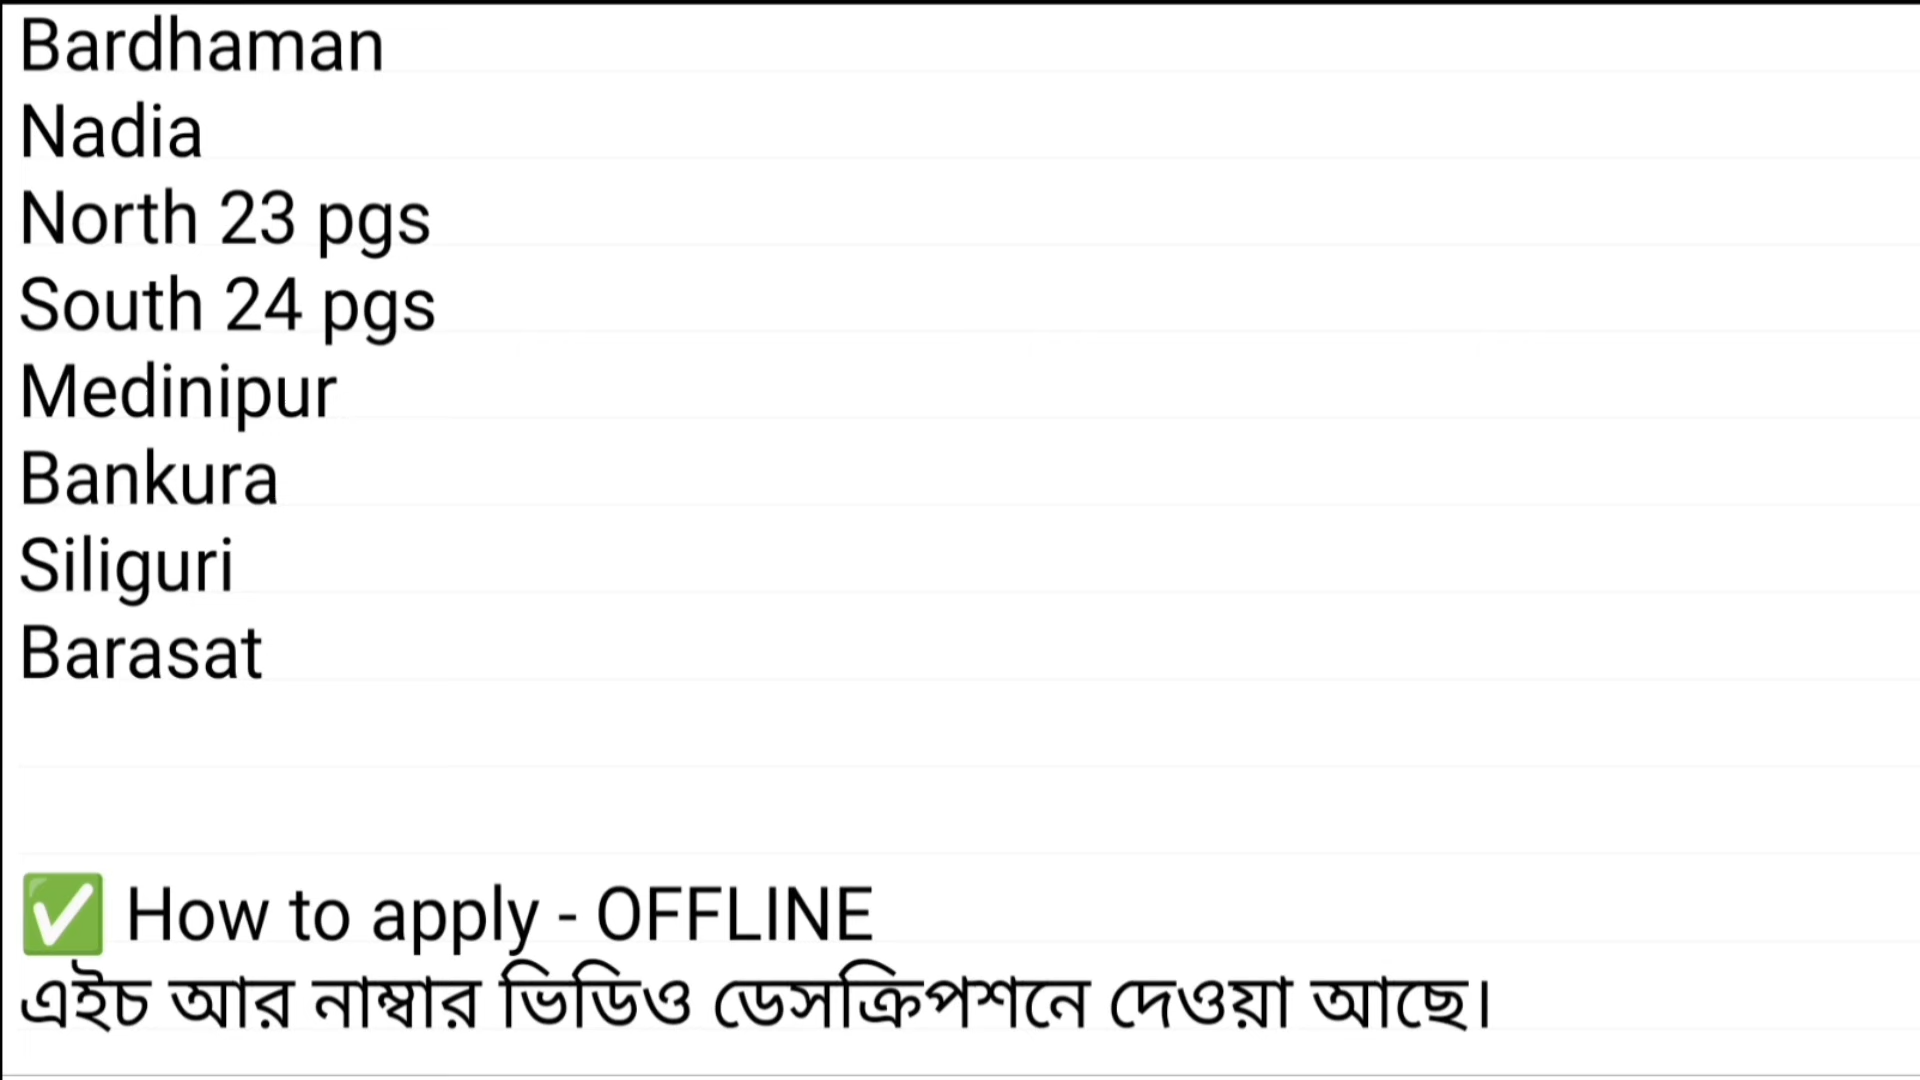 Bardhaman
Nadia
North 23 pgs
South 24 pgs
Medinipur
Bankura
Siliguri
Barasat
✅ How to apply - OFFLINE
এইচ আর নাম্বার ভিডিও ডেসক্রিপশনে দেওয়া আছে।